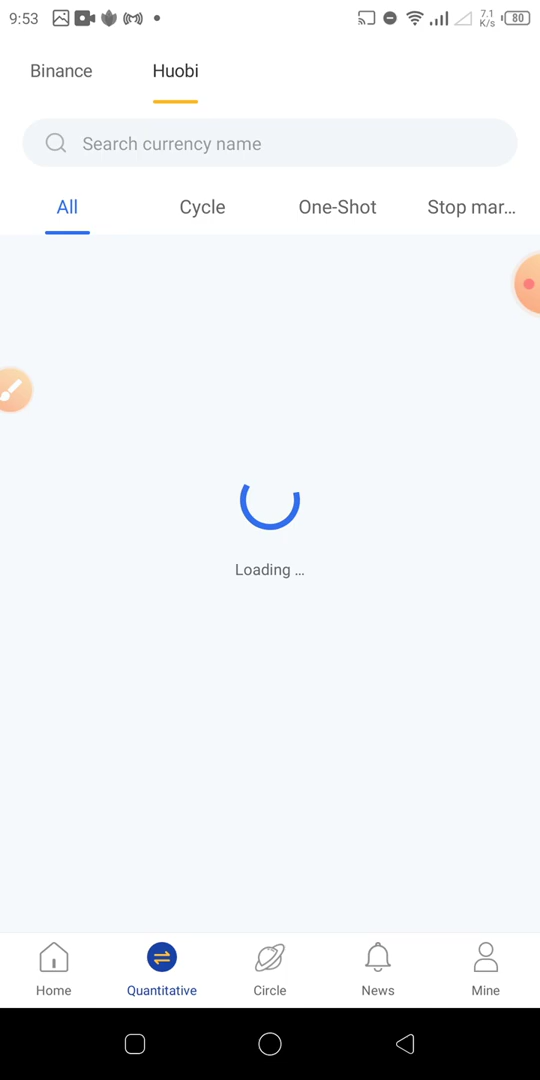 9:53
7.1
K/s
80
Binance
Huobi
Search currency name
All
Cycle
One-Shot
Stop mar...
Loading ...
Home
Quantitative
Circle
News
Mine